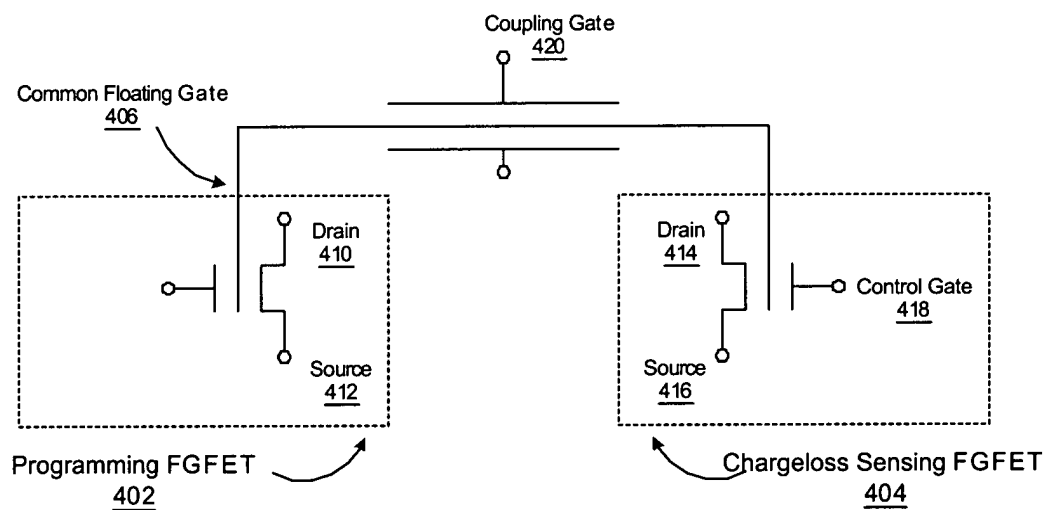 Coupling Gate
420
Common Floating Gate
406
Drain
410
Source
412
Drain
414
Control Gate
418
Source
416
Programming FGFET
402
Chargeloss Sensing FGFET
404